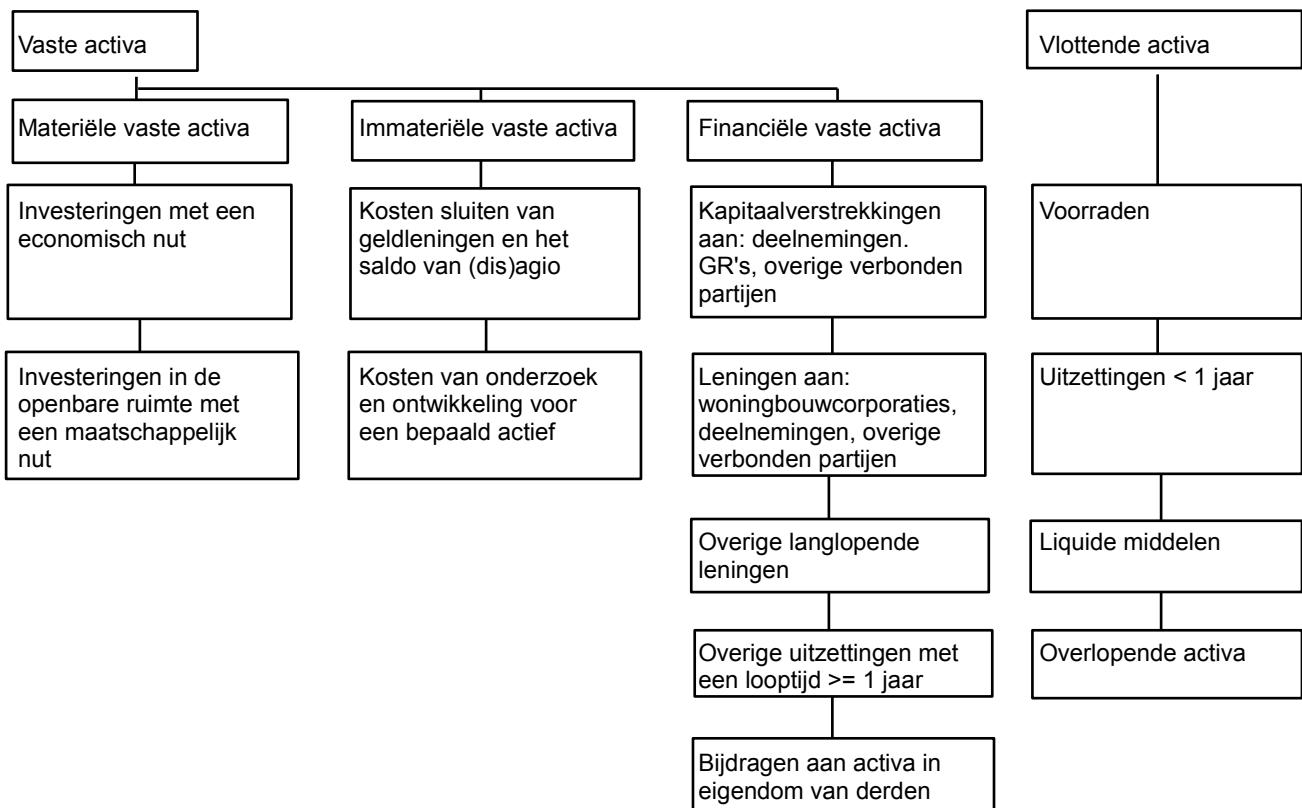 Vaste activa
Vlottende activa
Materiële vaste activa
Immateriële vaste activa
Financiële vaste activa
Investeringen met een
economisch nut
Kosten sluiten van
geldleningen en het
saldo van (dis)agio
Kapitaalverstrekkingen
aan: deelnemingen.
GR's, overige verbonden
partijen
Voorraden
Investeringen in de
openbare ruimte met
een maatschappelijk
nut
Kosten van onderzoek
en ontwikkeling voor
een bepaald actief
Leningen aan:
woningbouwcorporaties,
deelnemingen, overige
verbonden partijen
Uitzettingen < 1 jaar
Overige langlopende
leningen
Liquide middelen
Overige uitzettingen met
een looptijd >= 1 jaar
Overlopende activa
Bijdragen aan activa in
eigendom van derden